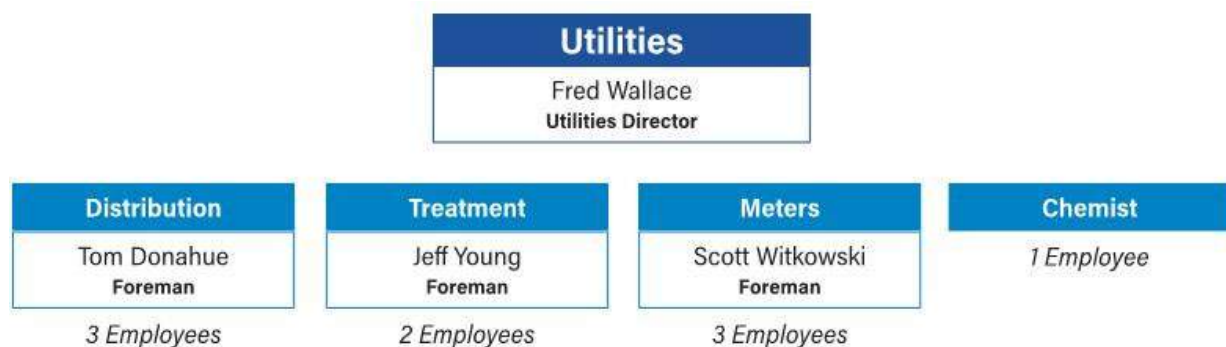 Utilities
Fred Wallace
Utilities Director
Distribution
Tom Donahue
Foreman
3 Employees
Treatment
Jeff Young
Foreman
2 Employees
Meters
Scott Witkowski
Foreman
3 Employees
Chemist
1 Employee